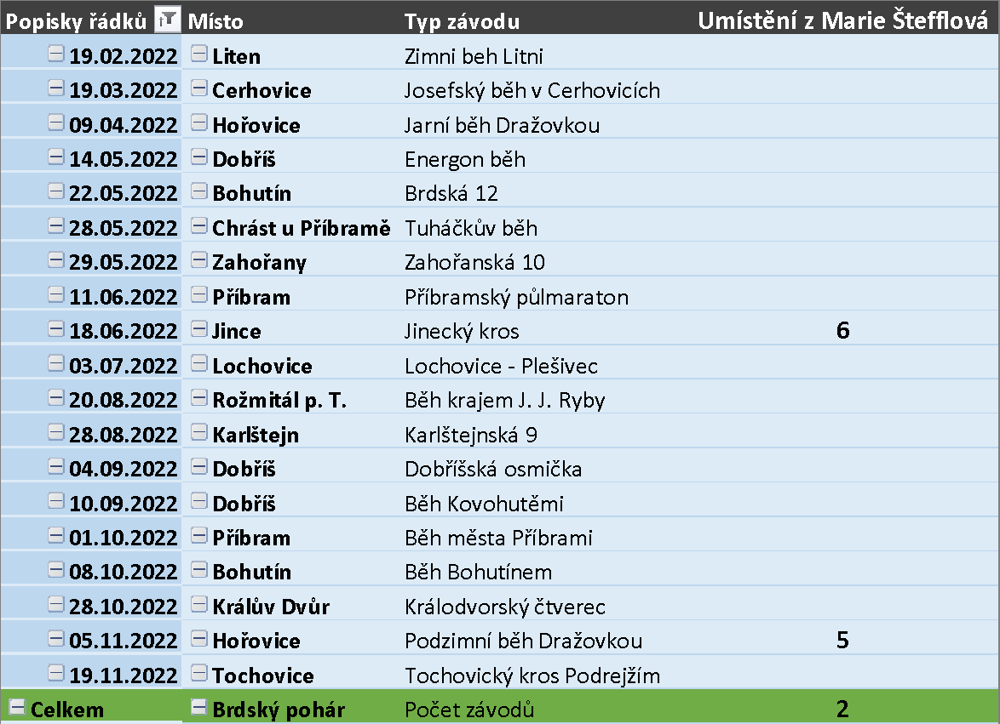 Popisky řádků Místo Typ závodu Umístění z Marie Štefflová
19.02.2022 Liten Zimni beh Litni
19.03.2022 Cerhovice Josefský běh v Cerhovicích
09.04.2022 Hořovice Jarní běh Dražovkou
14.05.2022 Dobříš Energon běh
22.05.2022 Bohutín Brdská 12
28.05.2022 Chrást u Příbramě Tuháčkův běh
29.05.2022 Zahořany Zahořanská 10
11.06.2022 Příbram Příbramský půlmaraton
18.06.2022 Jince Jinecký kros 6
03.07.2022 Lochovice Lochovice - Plešivec
20.08.2022 Rožmitál p. T. Běh krajem J. J. Ryby
28.08.2022 Karlštejn Karlštejnská 9
04.09.2022 Dobříš Dobříšská osmička
10.09.2022 Dobříš Běh Kovohutěmi
01.10.2022 Příbram Běh města Příbrami
08.10.2022 Bohutín Běh Bohutínem
28.10.2022 Králův Dvůr Králodvorský čtverec
05.11.2022 Hořovice Podzimní běh Dražovkou 5
19.11.2022 Tochovice Tochovický kros Podrejžím
Celkem Brdský pohár Počet závodů 2